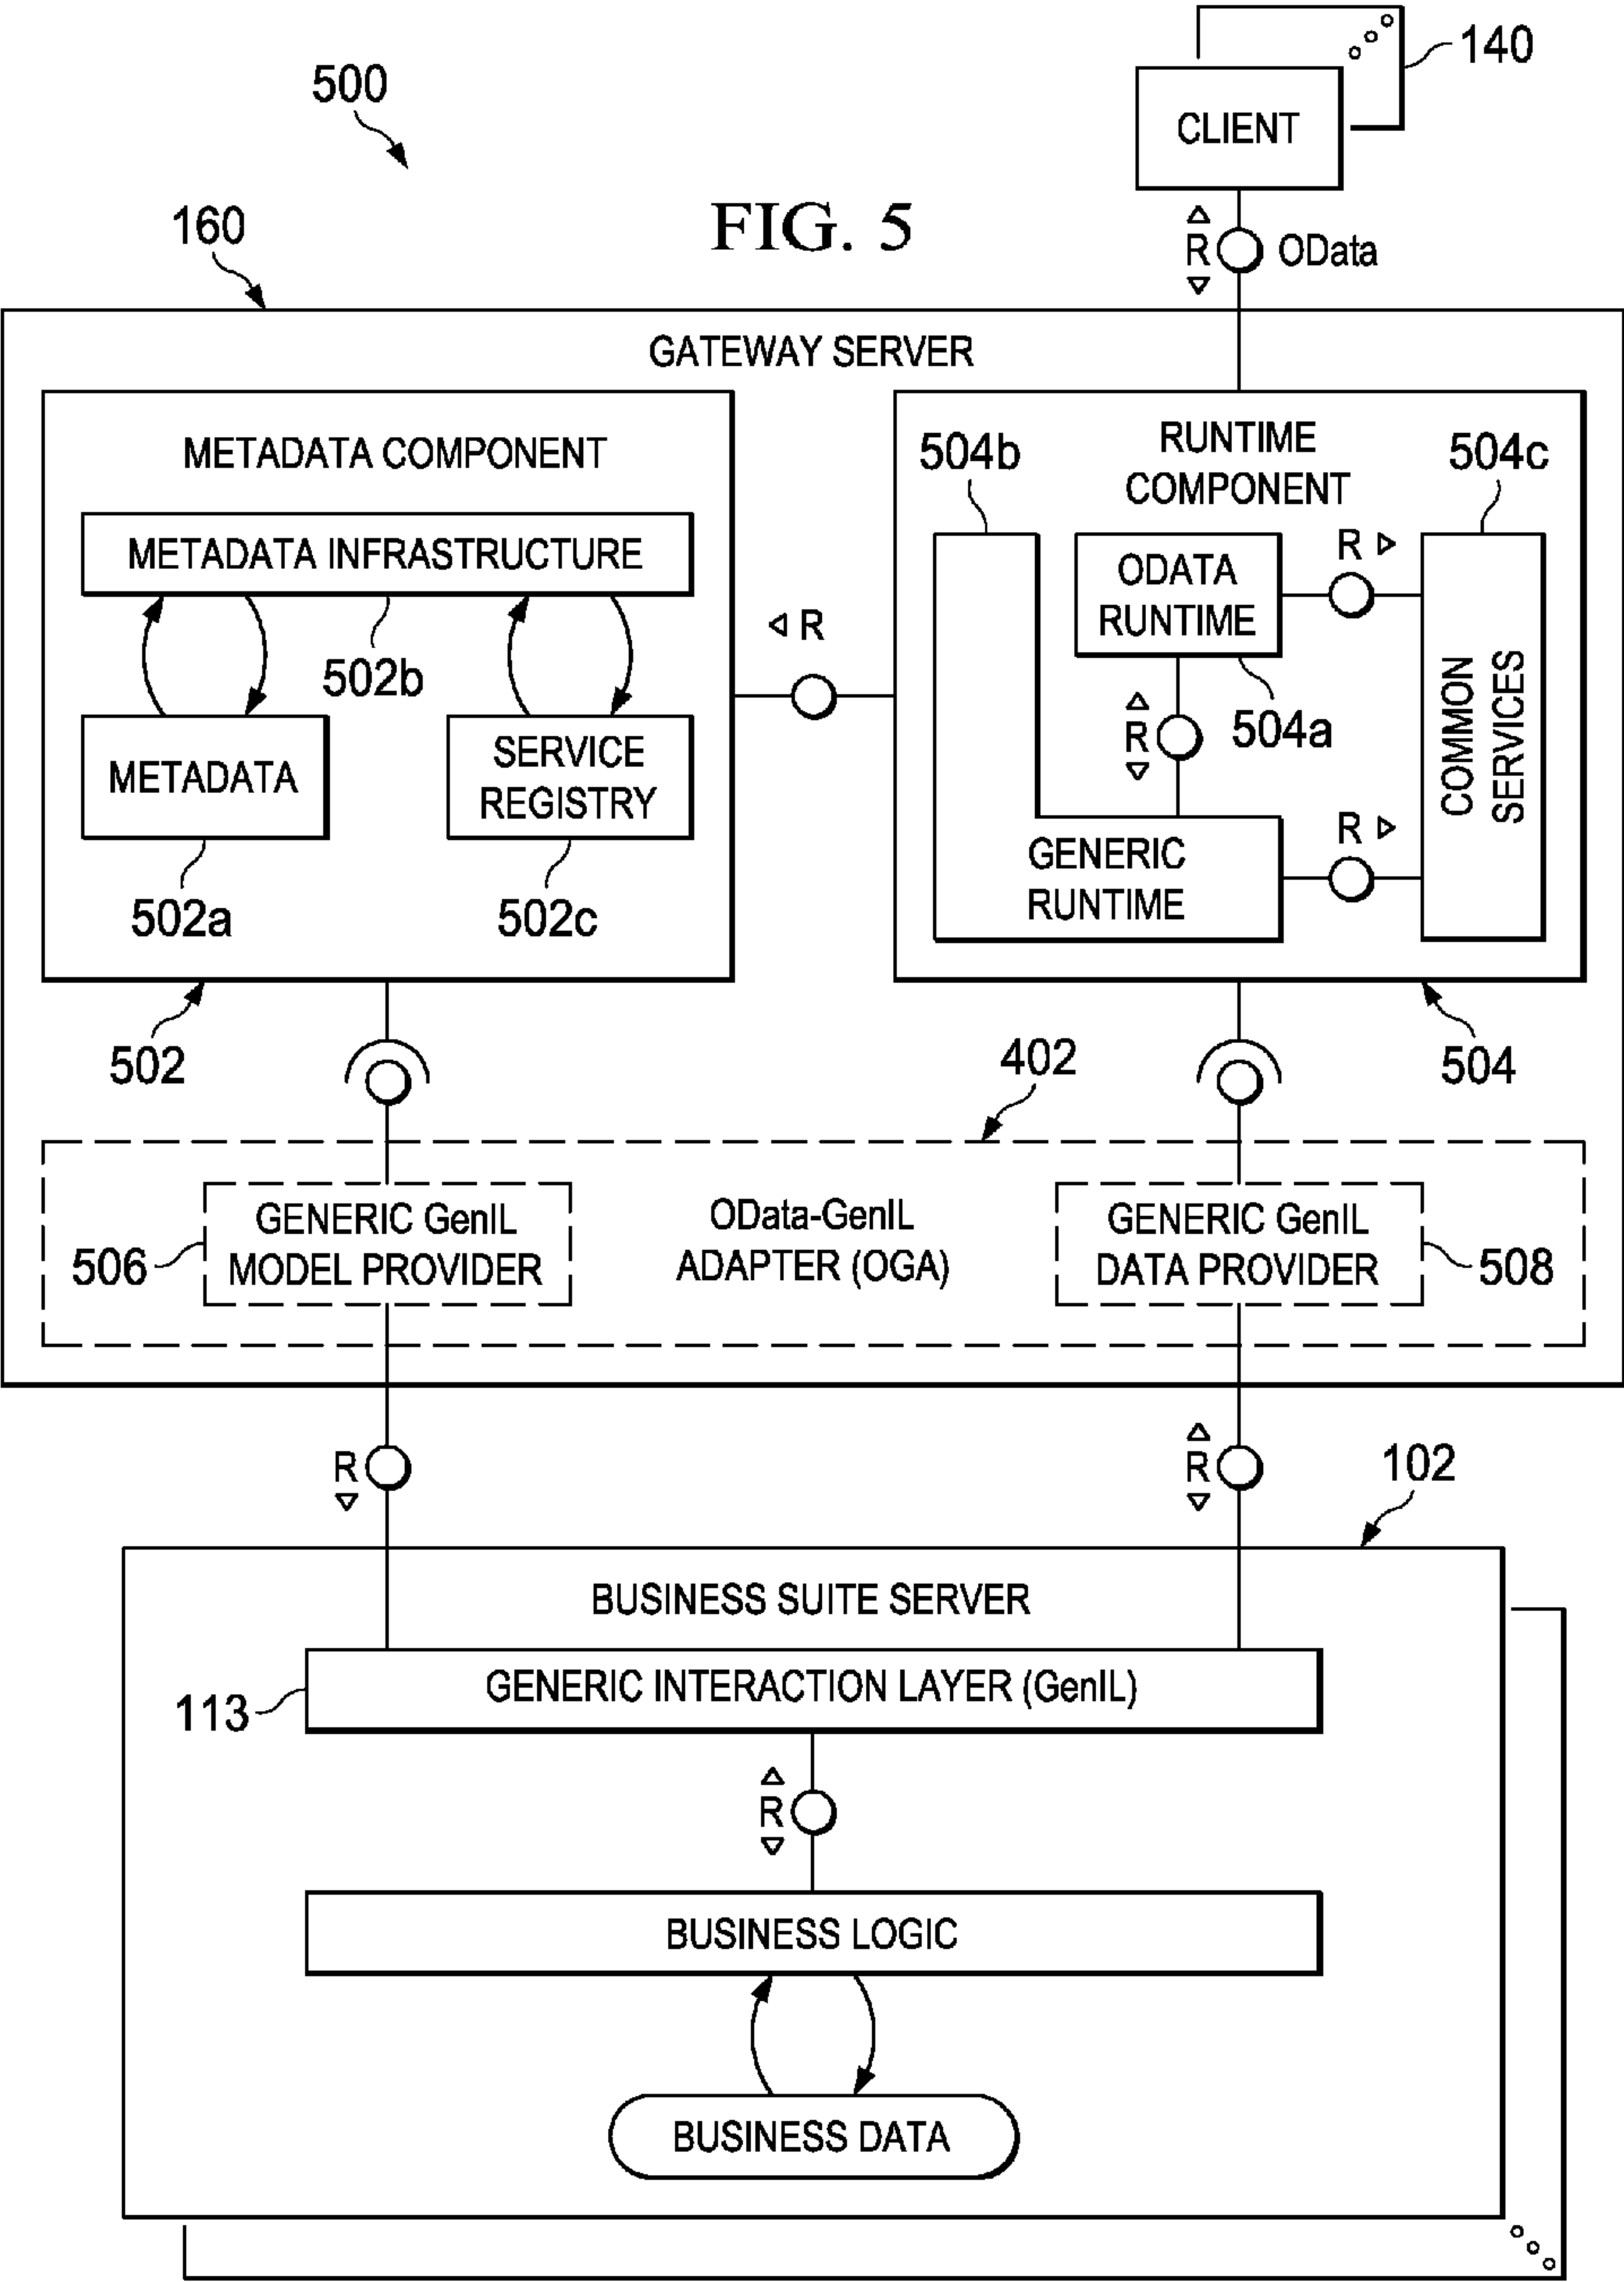 140
500
CLIENT
FIG. 5
160
R
OData
GATEWAY SERVER
METADATA COMPONENT
METADATA INFRASTRUCTURE
502b
METADATA
502a
SERVICE
REGISTRY
502c
502
R
RUNTIME
COMPONENT
504b
504c
ODATA
RUNTIME
504a
R
R
COMMON
SERVICES
GENERIC
RUNTIME
R
504
402
GENERIC GenIL
MODEL PROVIDER
506
OData-GenIL
ADAPTER (OGA)
GENERIC GenIL
DATA PROVIDER
508
R
R
102
BUSINESS SUITE SERVER
GENERIC INTERACTION LAYER (GenIL)
113
R
BUSINESS LOGIC
BUSINESS DATA